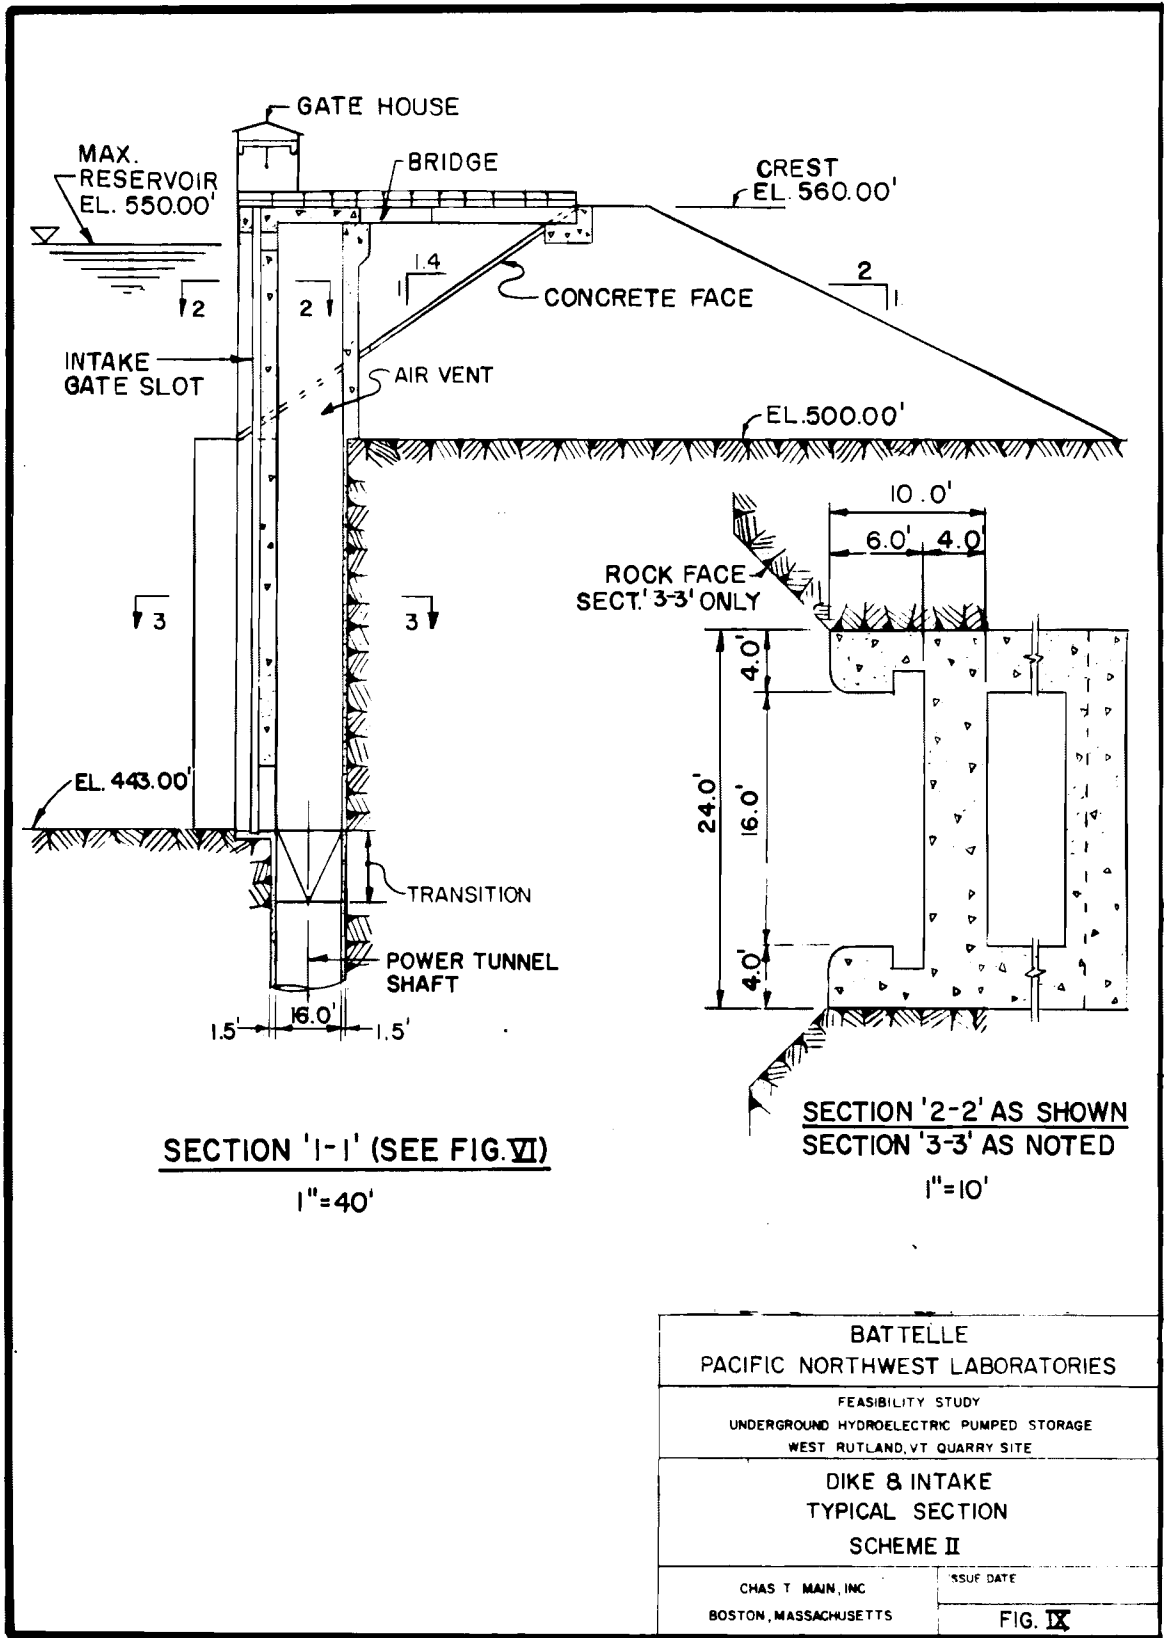 GATE HOUSE
MAX.
RESERVOIR
EL. 550.00'
BRIDGE
CREST
EL. 560.00'
1.4
1
2
1
2
2
CONCRETE FACE
INTAKE
GATE SLOT
AIR VENT
EL. 500.00'
10.0'
6.0'
4.0'
ROCK FACE
SECT. '3-3' ONLY
3
3
4.0'
EL. 443.00'
24.0'
16.0'
TRANSITION
4.0'
POWER TUNNEL
SHAFT
1.5'
16.0'
1.5'
SECTION '1-1' (SEE FIG. VI)
1"=40'
SECTION '2-2' AS SHOWN
SECTION '3-3' AS NOTED
1"=10'
BATTELLE
PACIFIC NORTHWEST LABORATORIES
FEASIBILITY STUDY
UNDERGROUND HYDROELECTRIC PUMPED STORAGE
WEST RUTLAND, VT QUARRY SITE
DIKE & INTAKE
TYPICAL SECTION
SCHEME II
CHAS T MAIN, INC
BOSTON, MASSACHUSETTS
ISSUE DATE
FIG. IX